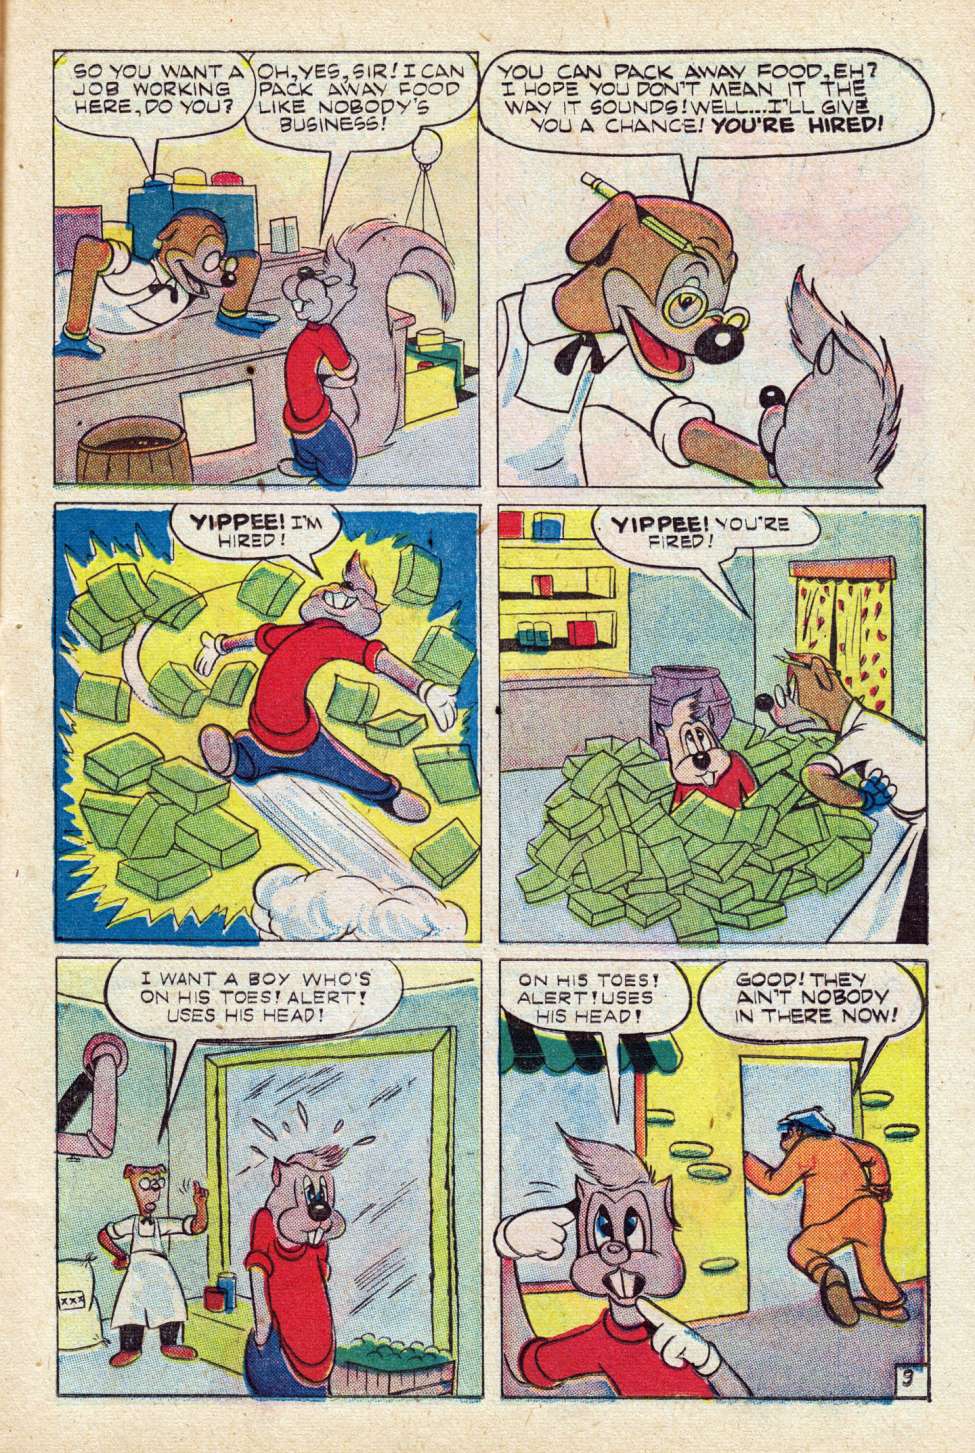 SO YOU WANT A
JOB WORKING
HERE, DO YOU?
OH, YES, SIR! I CAN
PACK AWAY FOOD
LIKE NOBODY'S
BUSINESS!
YOU CAN PACK AWAY FOOD, EH?
I HOPE YOU DON'T MEAN IT THE
WAY IT SOUNDS! WELL...I'LL GIVE
YOU A CHANCE! YOU'RE HIRED!
YIPPEE! I'M
HIRED!
YIPPEE! YOU'RE
FIRED!
I WANT A BOY WHO'S
ON HIS TOES! ALERT!
USES HIS HEAD!
XXX
ON HIS TOES!
ALERT! USES
HIS HEAD!
GOOD! THEY
AIN'T NOBODY
IN THERE NOW!
9